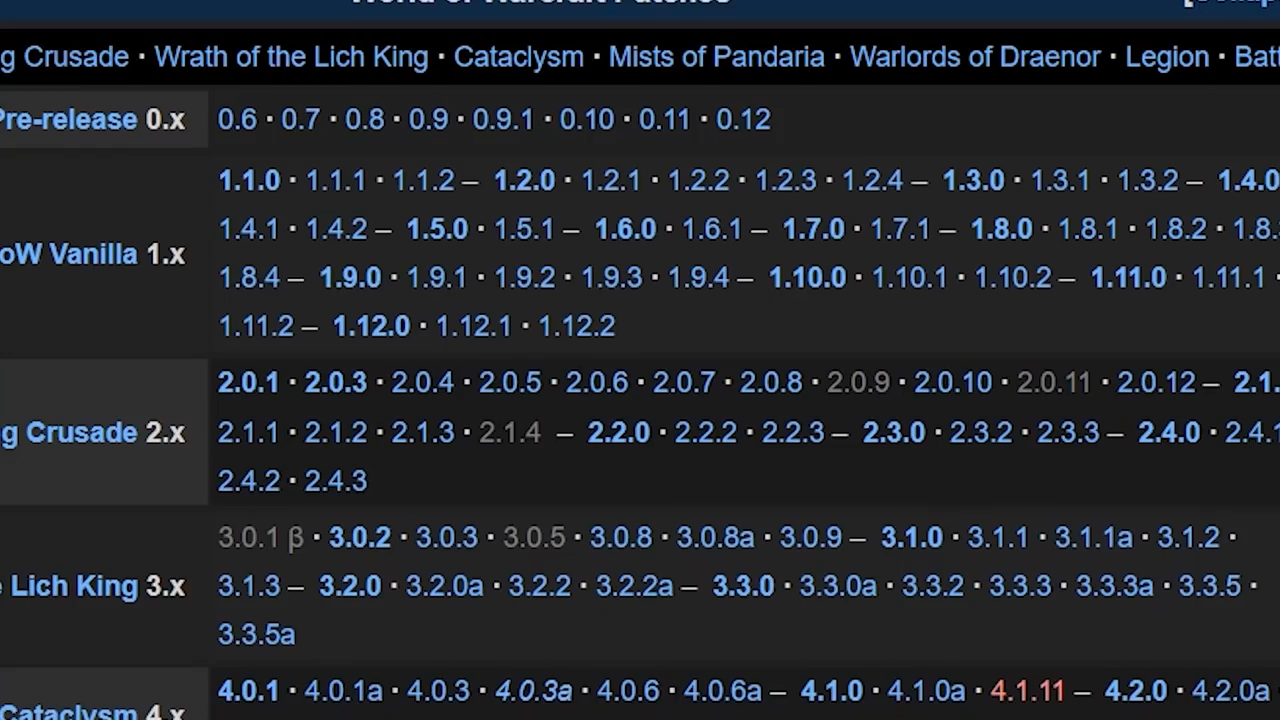 World of Warcraft Patches
g Crusade · Wrath of the Lich King · Cataclysm · Mists of Pandaria · Warlords of Draenor · Legion · Batt
Pre-release 0.x
0.6 · 0.7 · 0.8 · 0.9 · 0.9.1 · 0.10 · 0.11 · 0.12
oW Vanilla 1.x
1.1.0 · 1.1.1 · 1.1.2 – 1.2.0 · 1.2.1 · 1.2.2 · 1.2.3 · 1.2.4 – 1.3.0 · 1.3.1 · 1.3.2 – 1.4.0
1.4.1 · 1.4.2 – 1.5.0 · 1.5.1 – 1.6.0 · 1.6.1 – 1.7.0 · 1.7.1 – 1.8.0 · 1.8.1 · 1.8.2 · 1.8.
1.8.4 – 1.9.0 · 1.9.1 · 1.9.2 · 1.9.3 · 1.9.4 – 1.10.0 · 1.10.1 · 1.10.2 – 1.11.0 · 1.11.1 ·
1.11.2 – 1.12.0 · 1.12.1 · 1.12.2
g Crusade 2.x
2.0.1 · 2.0.3 · 2.0.4 · 2.0.5 · 2.0.6 · 2.0.7 · 2.0.8 · 2.0.9 · 2.0.10 · 2.0.11 · 2.0.12 – 2.1.
2.1.1 · 2.1.2 · 2.1.3 · 2.1.4 – 2.2.0 · 2.2.2 · 2.2.3 – 2.3.0 · 2.3.2 · 2.3.3 – 2.4.0 · 2.4.1
2.4.2 · 2.4.3
e Lich King 3.x
3.0.1 β · 3.0.2 · 3.0.3 · 3.0.5 · 3.0.8 · 3.0.8a · 3.0.9 – 3.1.0 · 3.1.1 · 3.1.1a · 3.1.2 ·
3.1.3 – 3.2.0 · 3.2.0a · 3.2.2 · 3.2.2a – 3.3.0 · 3.3.0a · 3.3.2 · 3.3.3 · 3.3.3a · 3.3.5 ·
3.3.5a
Cataclysm 4.x
4.0.1 · 4.0.1a · 4.0.3 · 4.0.3a · 4.0.6 · 4.0.6a – 4.1.0 · 4.1.0a · 4.1.11 – 4.2.0 · 4.2.0a